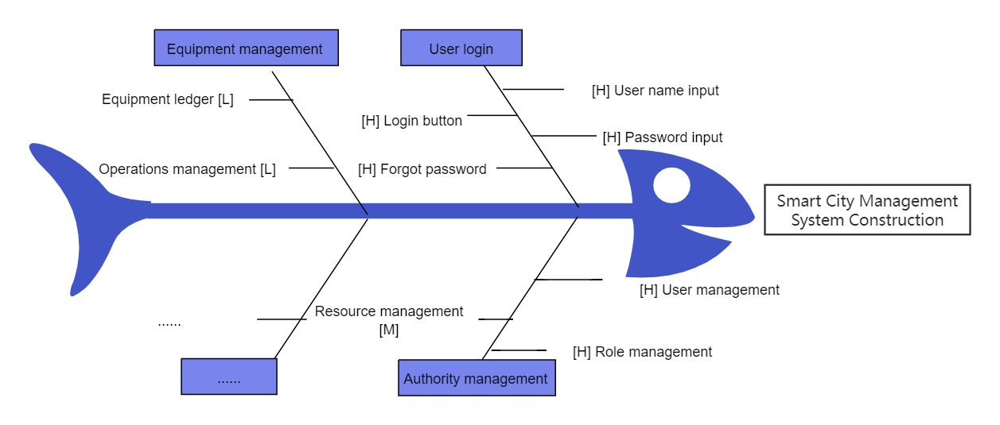 Equipment management
User login
[H] User name input
Equipment ledger [L]
[H] Login button
[H] Password input
Operations management [L]
[H] Forgot password
Smart City Management
System Construction
[H] User management
......
Resource management
[M]
[H] Role management
......
Authority management